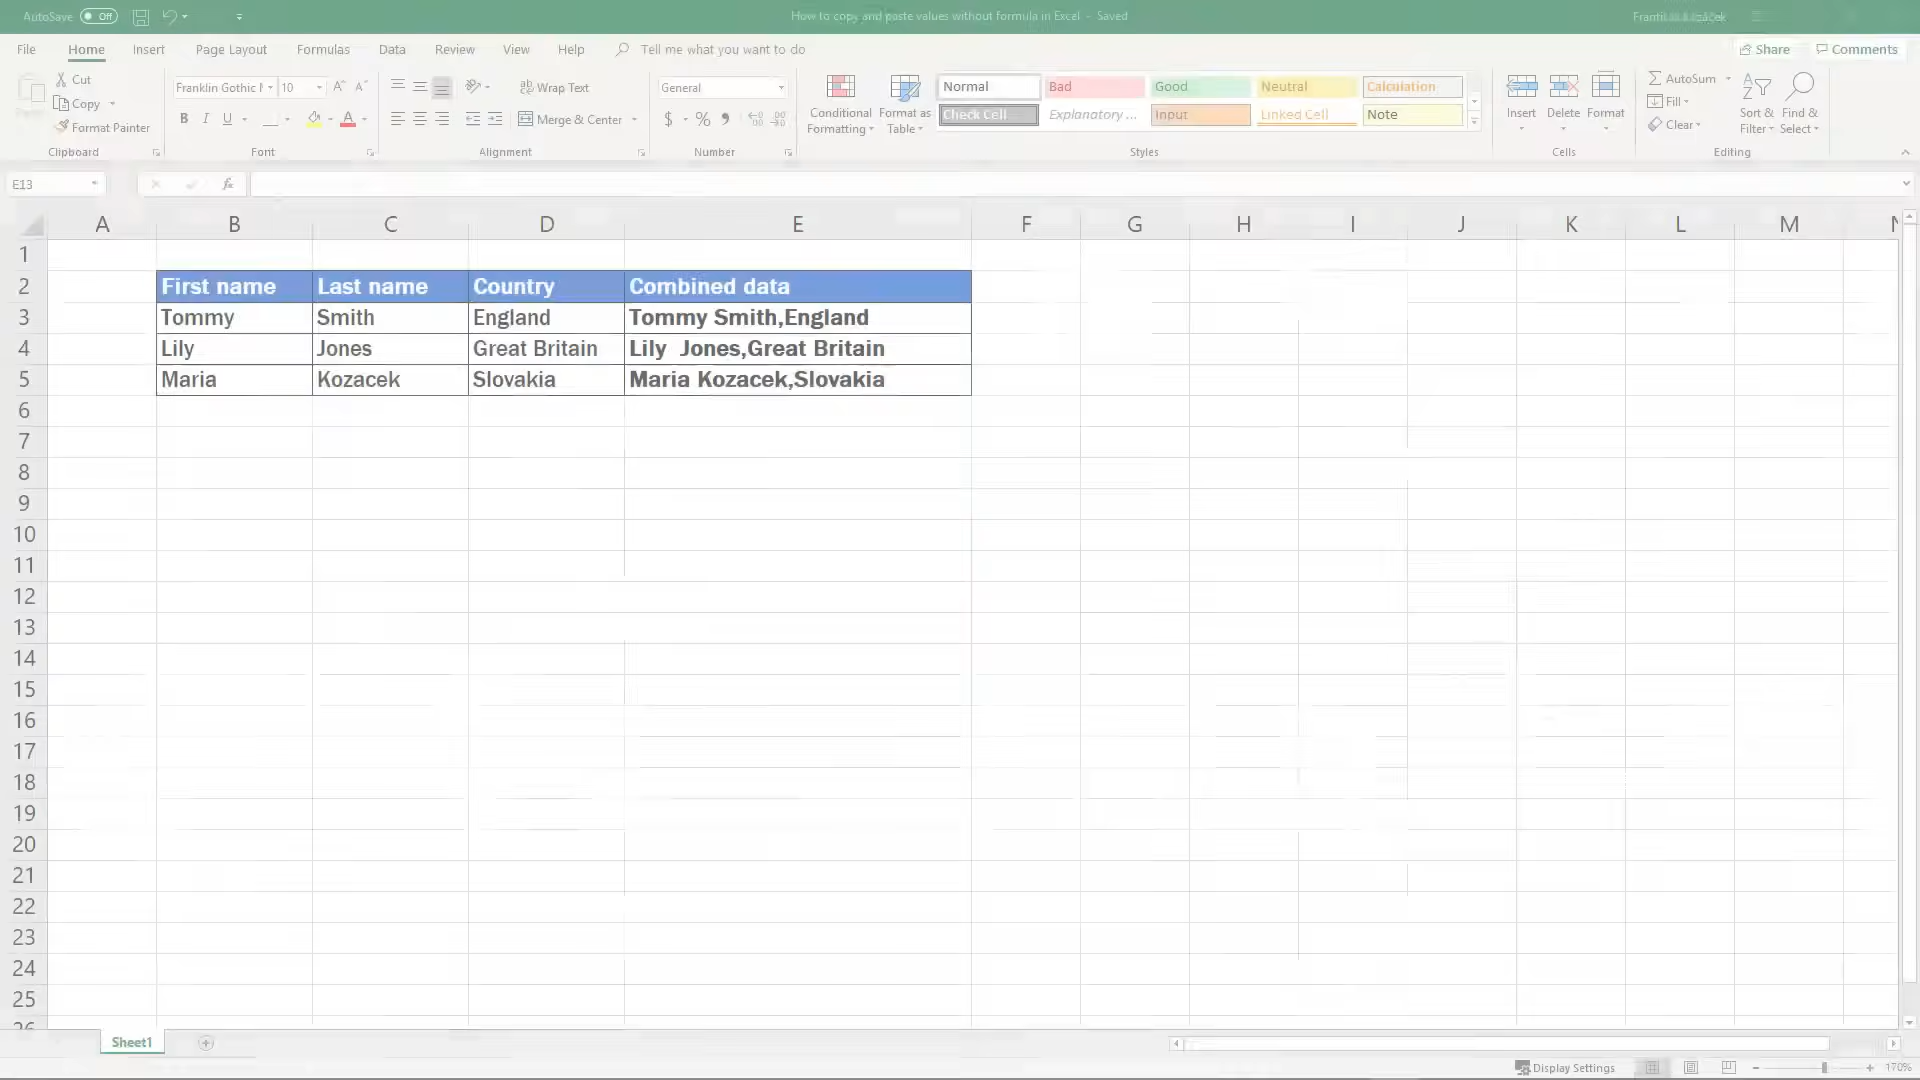 AutoSave Off How to copy and paste values without formula in Excel - Saved
File Home Insert Page Layout Formulas Data Review View Help Tell me what you want to do Share Comments
Cut
Copy
Format Painter
Clipboard
Franklin Gothic 10
B I U
Font
Wrap Text
Merge & Center
Alignment
General
$ % 9
Number
Conditional Formatting
Format as Table
Normal Bad Good Neutral Calculation
Check Cell Explanatory ... Input Linked Cell Note
Styles
Insert Delete Format
Cells
AutoSum
Fill
Clear
Sort & Filter
Find & Select
Editing
E13 fx
A B C D E F G H I J K L M N
1
2 First name Last name Country Combined data
3 Tommy Smith England Tommy Smith,England
4 Lily Jones Great Britain Lily  Jones,Great Britain
5 Maria Kozacek Slovakia Maria Kozacek,Slovakia
6
7
8
9
10
11
12
13
14
15
16
17
18
19
20
21
22
23
24
25
26
Sheet1
Display Settings 170%